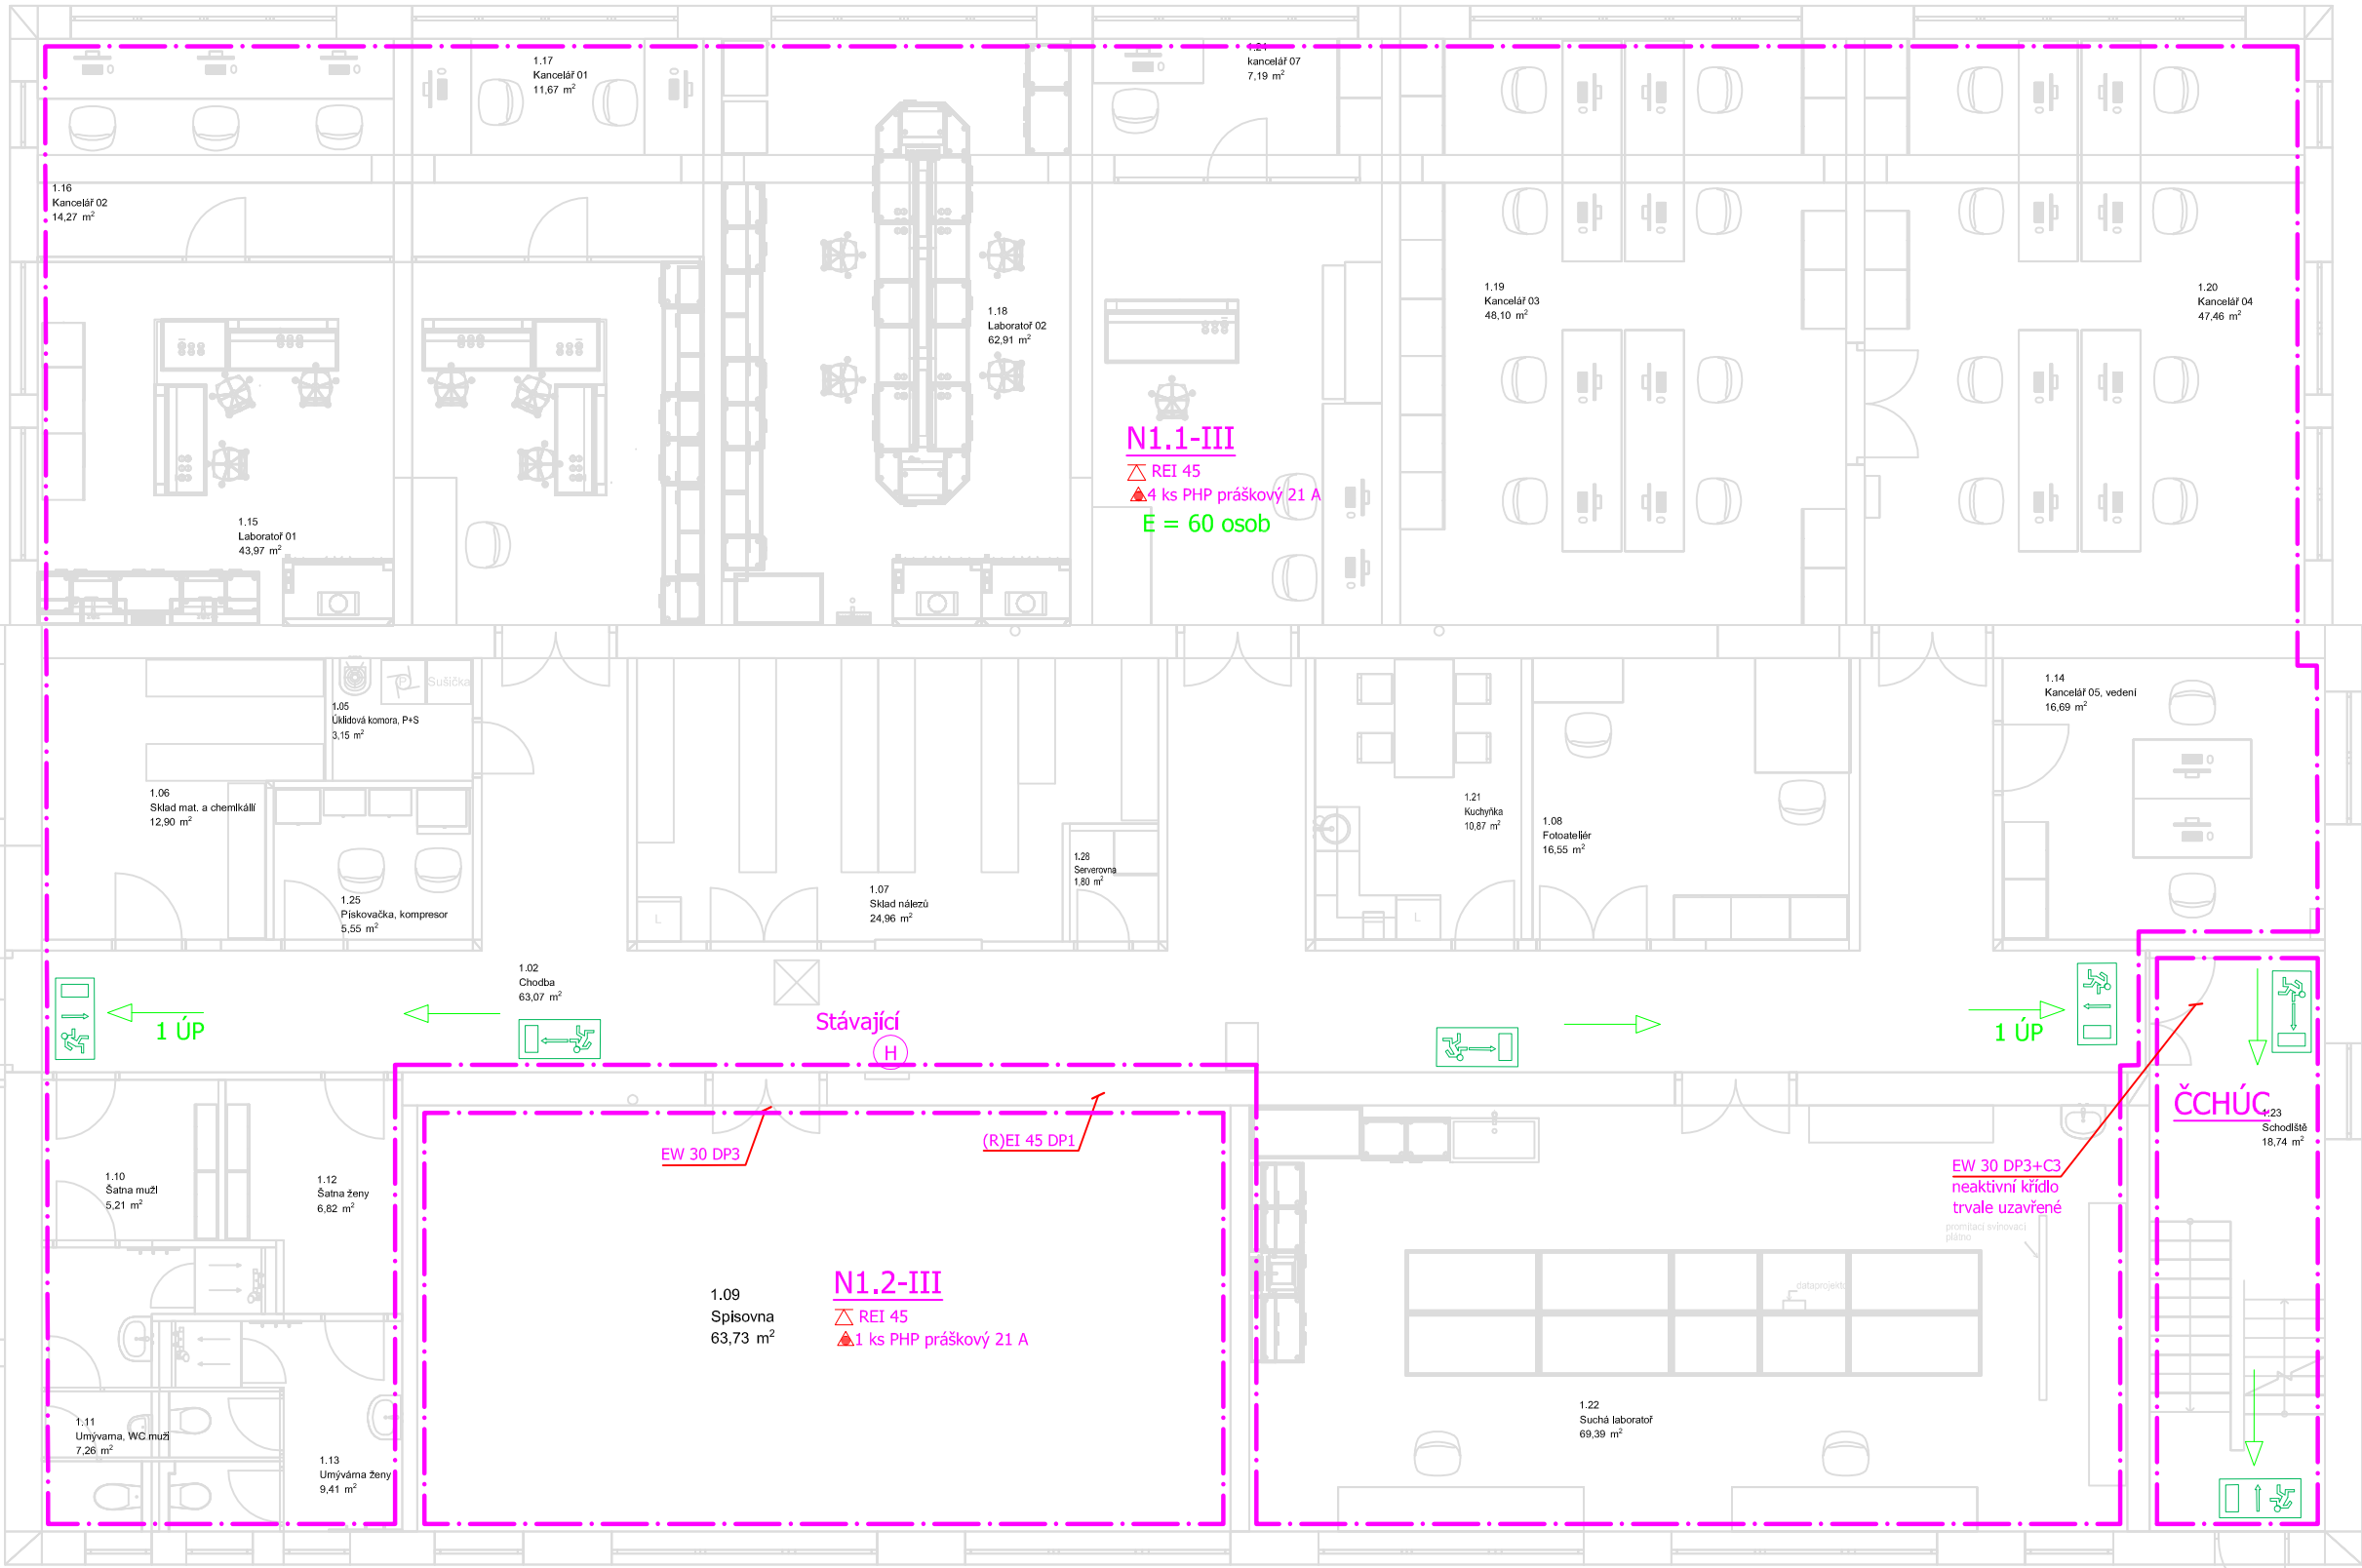 1.17
Kancelář 01
11,67 m²
1.24
kancelář 07
7,19 m²
1.16
Kancelář 02
14,27 m²
1.19
Kancelář 03
48,10 m²
1.20
Kancelář 04
47,46 m²
1.18
Laboratoř 02
62,91 m²
N1.1-III
REI 45
4 ks PHP práškový 21 A
E = 60 osob
1.15
Laboratoř 01
43,97 m²
P
Sušička
1.05
Úklidová komora, P+S
3,15 m²
1.14
Kancelář 05, vedení
16,69 m²
1.06
Sklad mat. a chemikálií
12,90 m²
1.21
Kuchyňka
10,87 m²
1.08
Fotoateliér
16,55 m²
1.28
Serverovna
1,80 m²
1.25
Pískovačka, kompresor
5,55 m²
1.07
Sklad nálezů
24,96 m²
L
L
1.02
Chodba
63,07 m²
1 ÚP
Stávající
H
1 ÚP
ČCHÚC
1.23
Schodiště
18,74 m²
EW 30 DP3
(R)EI 45 DP1
EW 30 DP3+C3
neaktivní křídlo
trvale uzavřené
promítací svinovací
plátno
1.10
Šatna muži
5,21 m²
1.12
Šatna ženy
6,82 m²
1.09
Spisovna
63,73 m²
N1.2-III
REI 45
1 ks PHP práškový 21 A
dataprojektor
1.22
Suchá laboratoř
69,39 m²
1.11
Umývárna, WC muži
7,26 m²
1.13
Umývárna ženy
9,41 m²